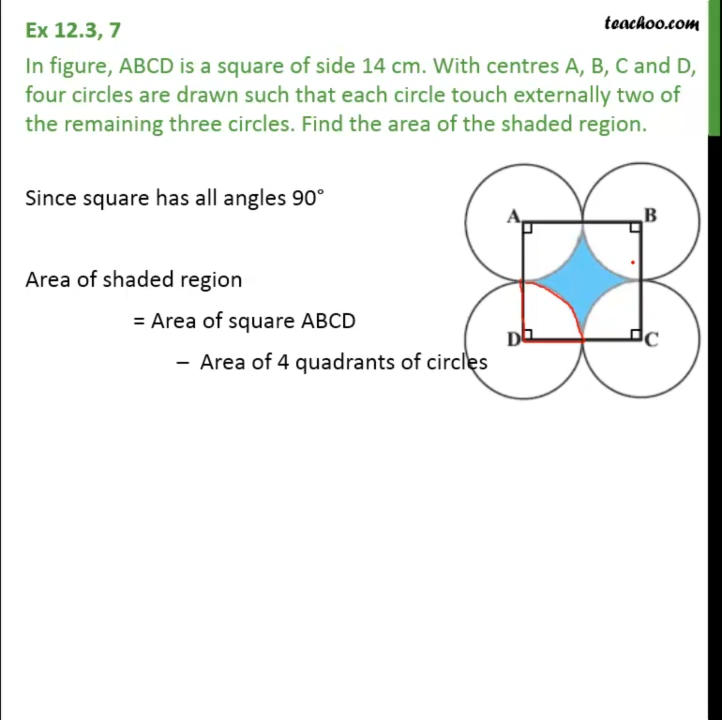 teachoo.com
Ex 12.3, 7
In figure, ABCD is a square of side 14 cm. With centres A, B, C and D,
four circles are drawn such that each circle touch externally two of
the remaining three circles. Find the area of the shaded region.
Since square has all angles 90°
A B
Area of shaded region
= Area of square ABCD
D C
– Area of 4 quadrants of circles